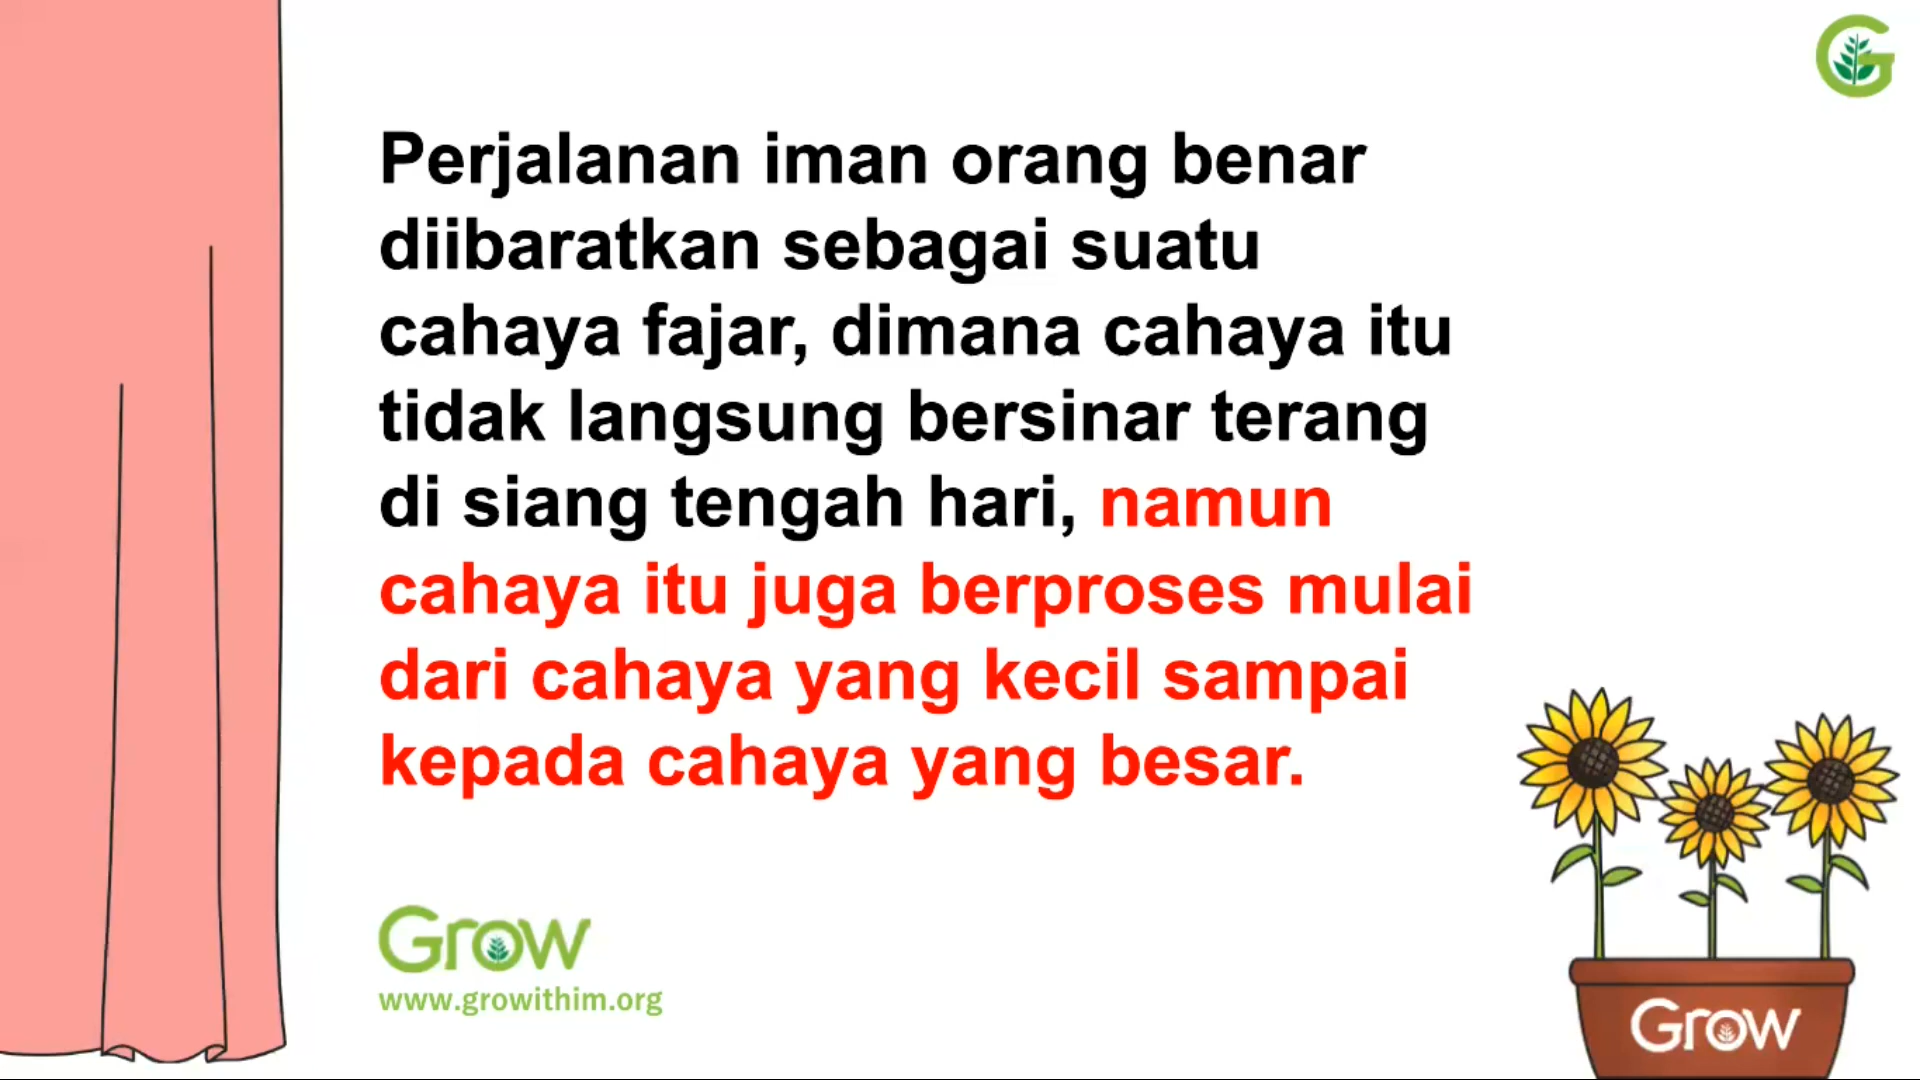 Perjalanan iman orang benar
diibaratkan sebagai suatu
cahaya fajar, dimana cahaya itu
tidak langsung bersinar terang
di siang tengah hari, namun
cahaya itu juga berproses mulai
dari cahaya yang kecil sampai
kepada cahaya yang besar.
Grow
www.growithim.org
Grow